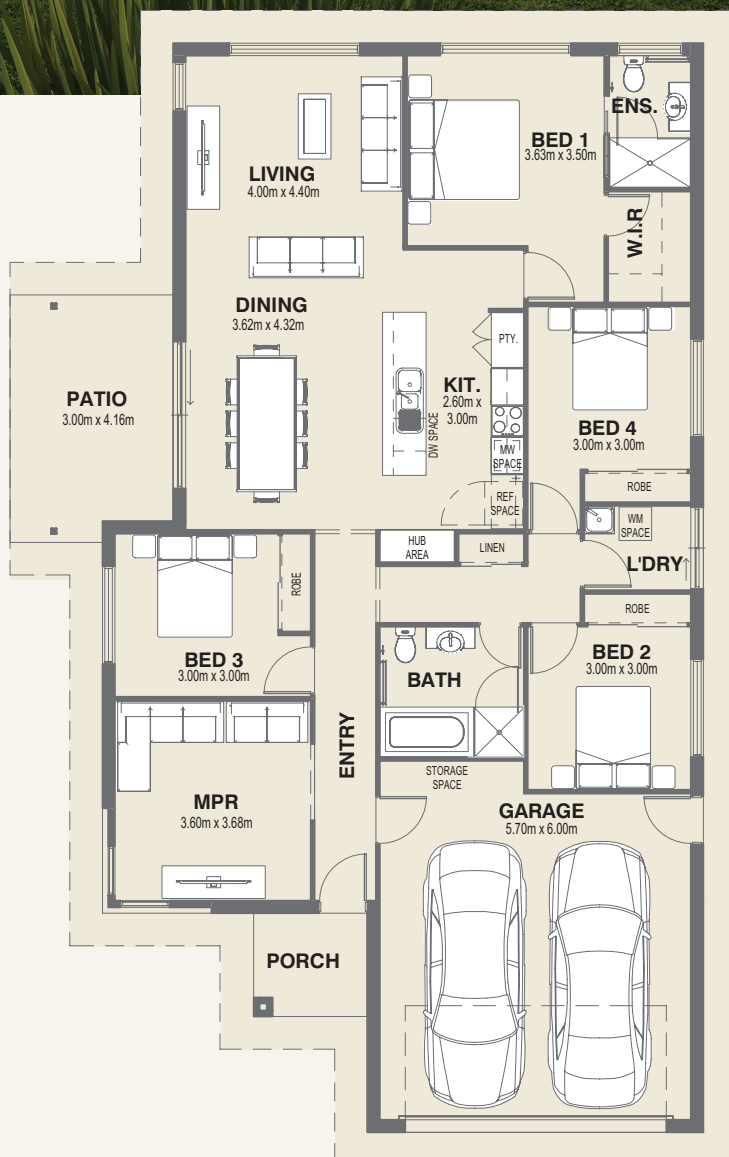 ENS.
BED 1
3.63m x 3.50m
LIVING
4.00m x 4.40m
W.I.R
DINING
3.62m x 4.32m
PTY.
PATIO
3.00m x 4.16m
KIT.
2.60m x
3.00m
DW SPACE
BED 4
3.00m x 3.00m
MW
SPACE
ROBE
REF
SPACE
WM
SPACE
HUB
AREA
LINEN
L'DRY
ROBE
ROBE
BED 3
3.00m x 3.00m
BATH
BED 2
3.00m x 3.00m
ENTRY
STORAGE
SPACE
MPR
3.60m x 3.68m
GARAGE
5.70m x 6.00m
PORCH